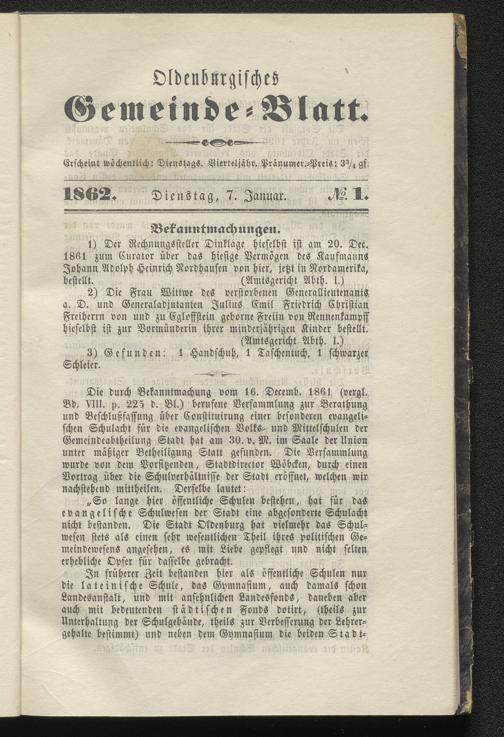 Oldenburgisches
Gemeinde-Blatt.
Erscheint wöchentlich: Dienstags. Vierteljähr. Pränumer.-Preis: 3¾ gf.
1862. Dienstag, 7. Januar. № 1.
Bekanntmachungen.
1) Der Rechnungssteller Dinklage hieselbst ist am 20. Dec.
1861 zum Curator über das hiesige Vermögen des Kaufmanns
Johann Adolph Heinrich Nordhausen von hier, jetzt in Nordamerika,
bestellt. (Amtsgericht Abth. I.)
2) Die Frau Wittwe des verstorbenen Generallieutenants
a. D. und Generaladjutanten Julius Emil Friedrich Christian
Freiherrn von und zu Egloffstein geborne Freiin von Rennenkampff
hieselbst ist zur Vormünderin ihrer minderjährigen Kinder bestellt.
(Amtsgericht Abth. I.)
3) Gefunden: 1 Handschuh, 1 Taschentuch, 1 schwarzer
Schleier.
Die durch Bekanntmachung vom 16. Decemb. 1861 (vergl.
Bd. VIII. p. 225 d. Bl.) berufene Versammlung zur Berathung
und Beschlußfassung über Constituirung einer besonderen evangeli-
schen Schulacht für die evangelischen Volks- und Mittelschulen der
Gemeindeabtheilung Stadt hat am 30. v. M. im Saale der Union
unter mäßiger Betheiligung Statt gefunden. Die Versammlung
wurde von dem Vorsitzenden, Stadtdirector Wöbcken, durch einen
Vortrag über die Schulverhältnisse der Stadt eröffnet, welchen wir
nachstehend mittheilen. Derselbe lautet:
„So lange hier öffentliche Schulen bestehen, hat für das
evangelische Schulwesen der Stadt eine abgesonderte Schulacht
nicht bestanden. Die Stadt Oldenburg hat vielmehr das Schul-
wesen stets als einen sehr wesentlichen Theil ihres politischen Ge-
meindewesens angesehen, es mit Liebe gepflegt und nicht selten
erhebliche Opfer für dasselbe gebracht.
In früherer Zeit bestanden hier als öffentliche Schulen nur
die lateinische Schule, das Gymnasium, auch damals schon
Landesanstalt, und mit ansehnlichen Landesfonds, daneben aber
auch mit bedeutenden städtischen Fonds dotirt, (theils zur
Unterhaltung der Schulgebäude, theils zur Verbesserung der Lehrer-
gehalte bestimmt) und neben dem Gymnasium die beiden Stadt-